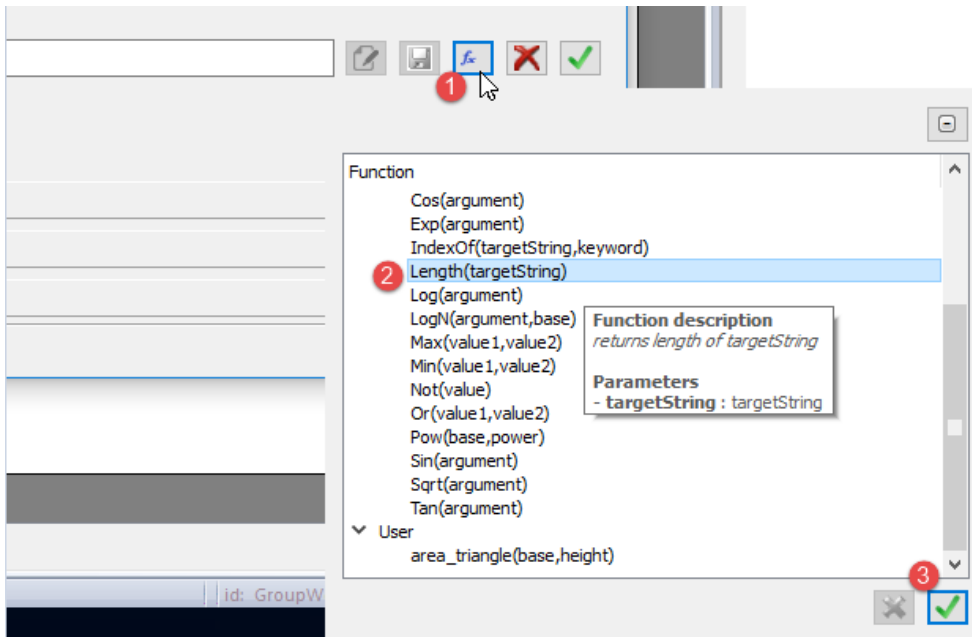 fx
1
Function
Cos(argument)
Exp(argument)
IndexOf(targetString,keyword)
2
Length(targetString)
Log(argument)
LogN(argument,base)
Max(value1,value2)
Min(value1,value2)
Not(value)
Or(value1,value2)
Pow(base,power)
Sin(argument)
Sqrt(argument)
Tan(argument)
Function description
returns length of targetString
Parameters
- targetString : targetString
User
area_triangle(base,height)
3
id: GroupW